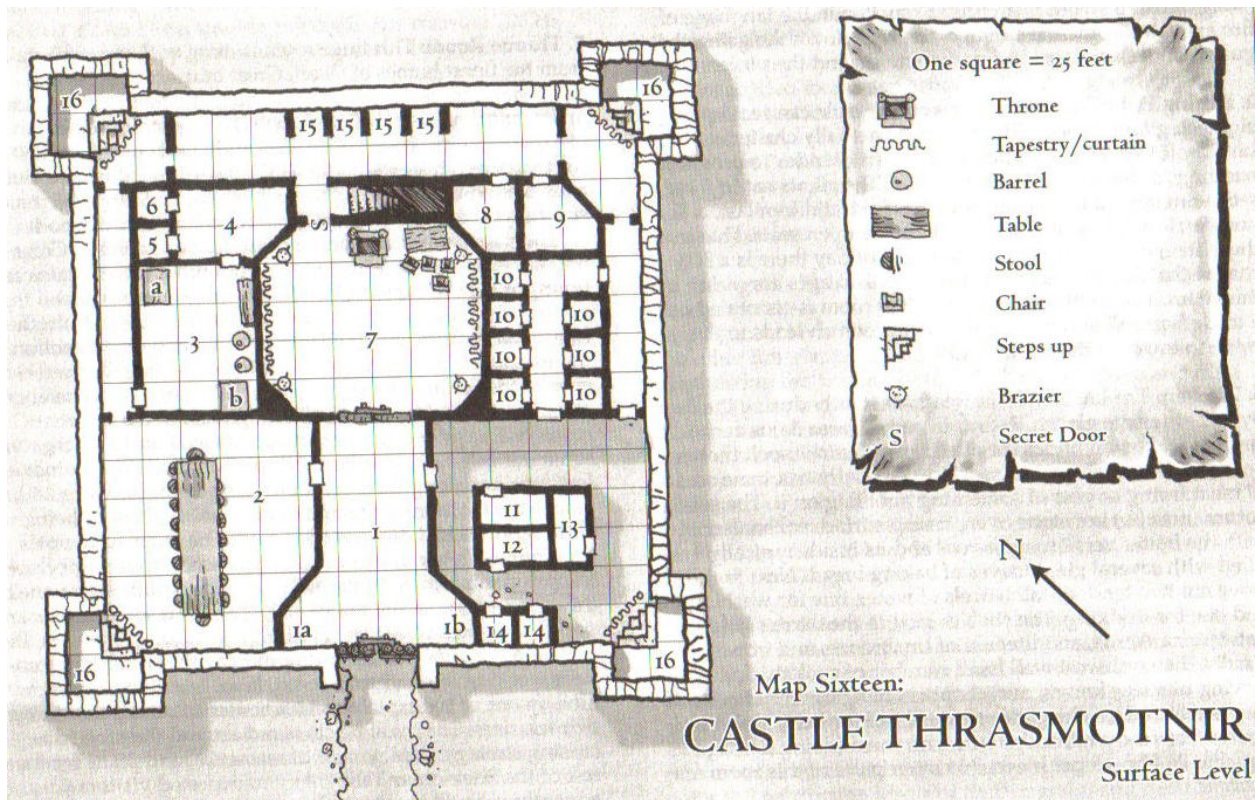 One square = 25 feet
Throne
Tapestry/curtain
Barrel
Table
Stool
Chair
Steps up
Brazier
S Secret Door
16
16
15 15 15 15
6
4
S
8
9
5
10
a
10
10
3
7
10
10
b
10
10
2
11
13
1
12
1a
1b
14 14
16
16
N
Map Sixteen:
CASTLE THRASMOTNIR
Surface Level